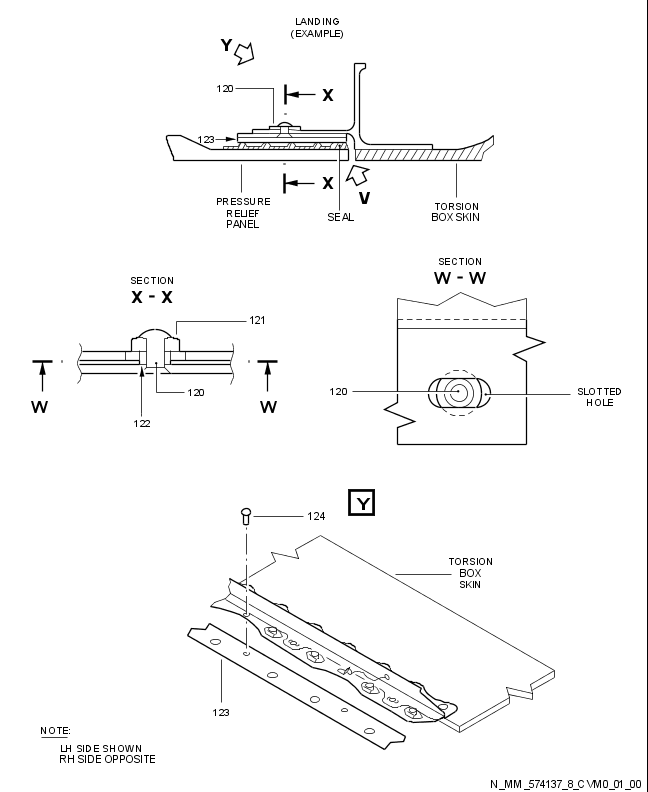 LANDING
(EXAMPLE)
Y
120
X
123
X
V
PRESSURE
RELIEF
PANEL
SEAL
TORSION
BOX SKIN
SECTION
X - X
121
W
W
120
122
SECTION
W - W
120
SLOTTED
HOLE
Y
124
TORSION
BOX
SKIN
123
NOTE:
LH SIDE SHOWN
RH SIDE OPPOSITE
N_MM_574137_8_CVM0_01_00